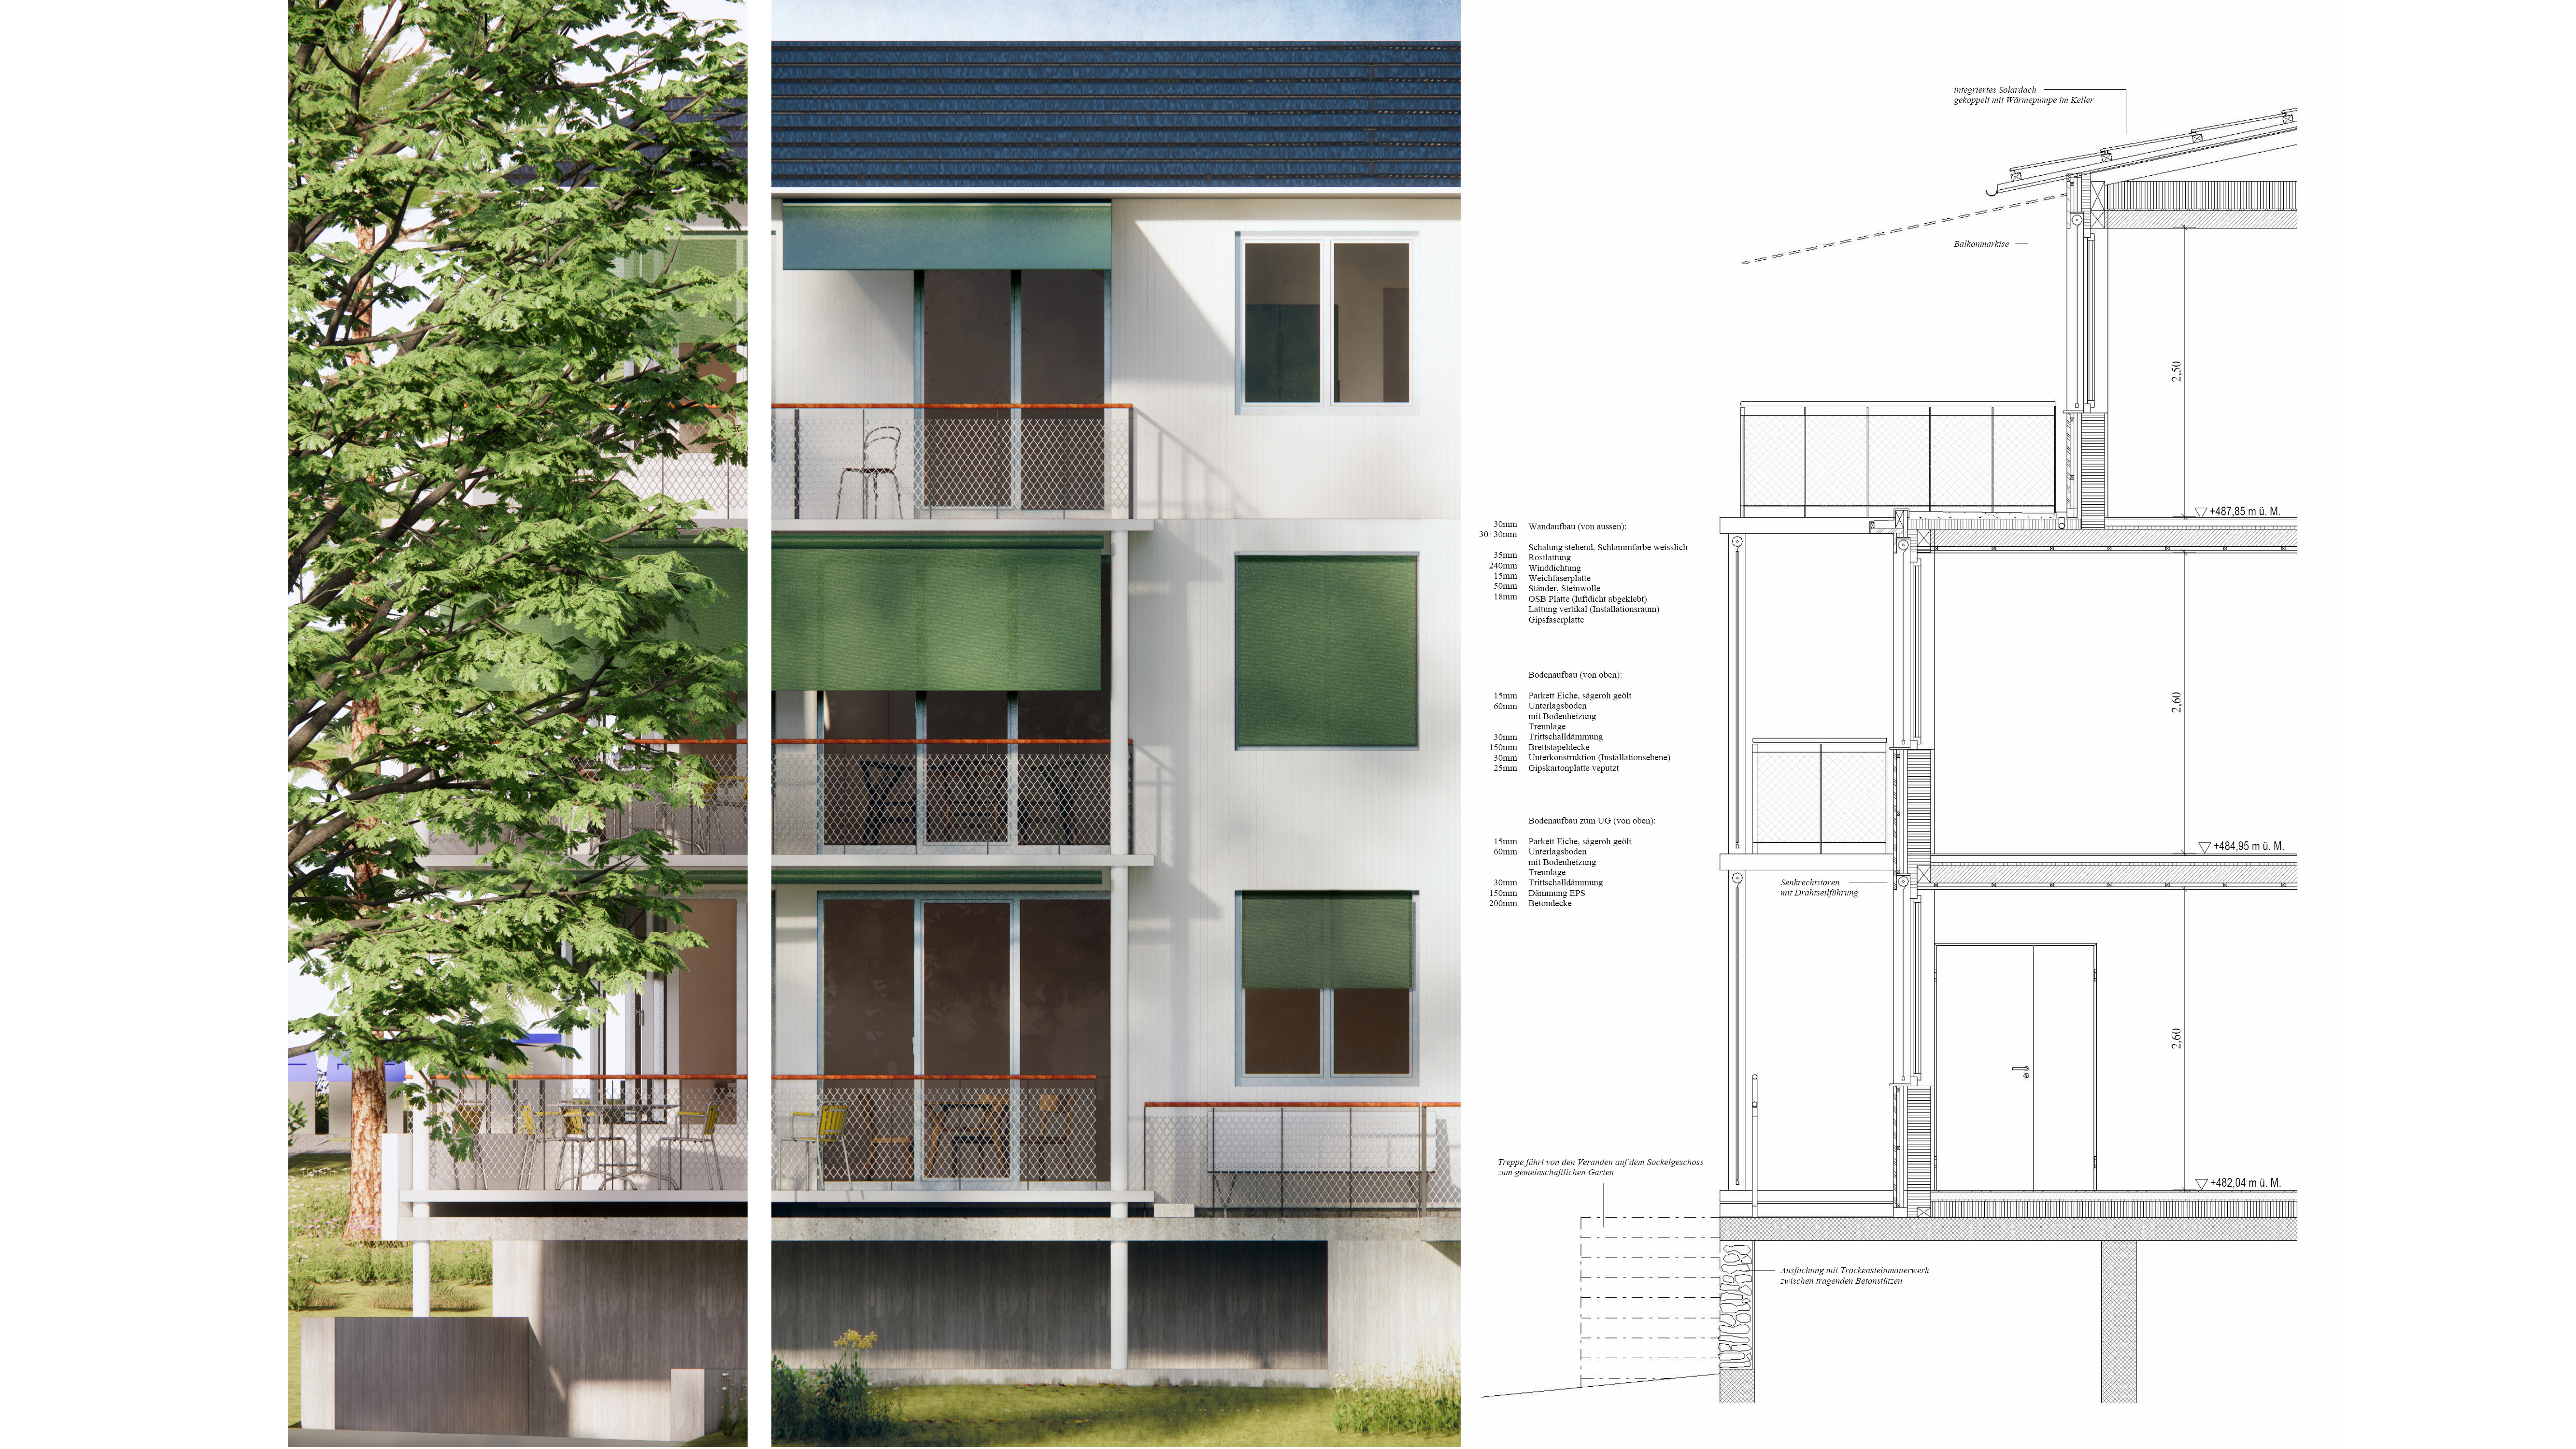 integriertes Solardach
gekoppelt mit Wärmepumpe im Keller
Balkonmarkise
2,50
+487,85 m ü. M.
30mm Wandaufbau (von aussen):
30+30mm
Schalung stehend, Schlammfarbe weisslich
35mm Rostlattung
240mm Winddichtung
15mm Weichfaserplatte
50mm Ständer, Steinwolle
18mm OSB Platte (luftdicht abgeklebt)
Lattung vertikal (Installationsraum)
Gipsfaserplatte
Bodenaufbau (von oben):
15mm Parkett Eiche, sägeroh geölt
60mm Unterlagsboden
mit Bodenheizung
Trennlage
30mm Trittschalldämmung
150mm Brettstapeldecke
30mm Unterkonstruktion (Installationsebene)
25mm Gipskartonplatte veputzt
2,60
Bodenaufbau zum UG (von oben):
15mm Parkett Eiche, sägeroh geölt
60mm Unterlagsboden
mit Bodenheizung
Trennlage
30mm Trittschalldämmung
150mm Dämmung EPS
200mm Betondecke
+484,95 m ü. M.
Senkrechtstoren
mit Drahtseilführung
2,60
Treppe führt von den Veranden auf dem Sockelgeschoss
zum gemeinschaftlichen Garten
+482,04 m ü. M.
Ausfachung mit Trockensteinmauerwerk
zwischen tragenden Betonstützen